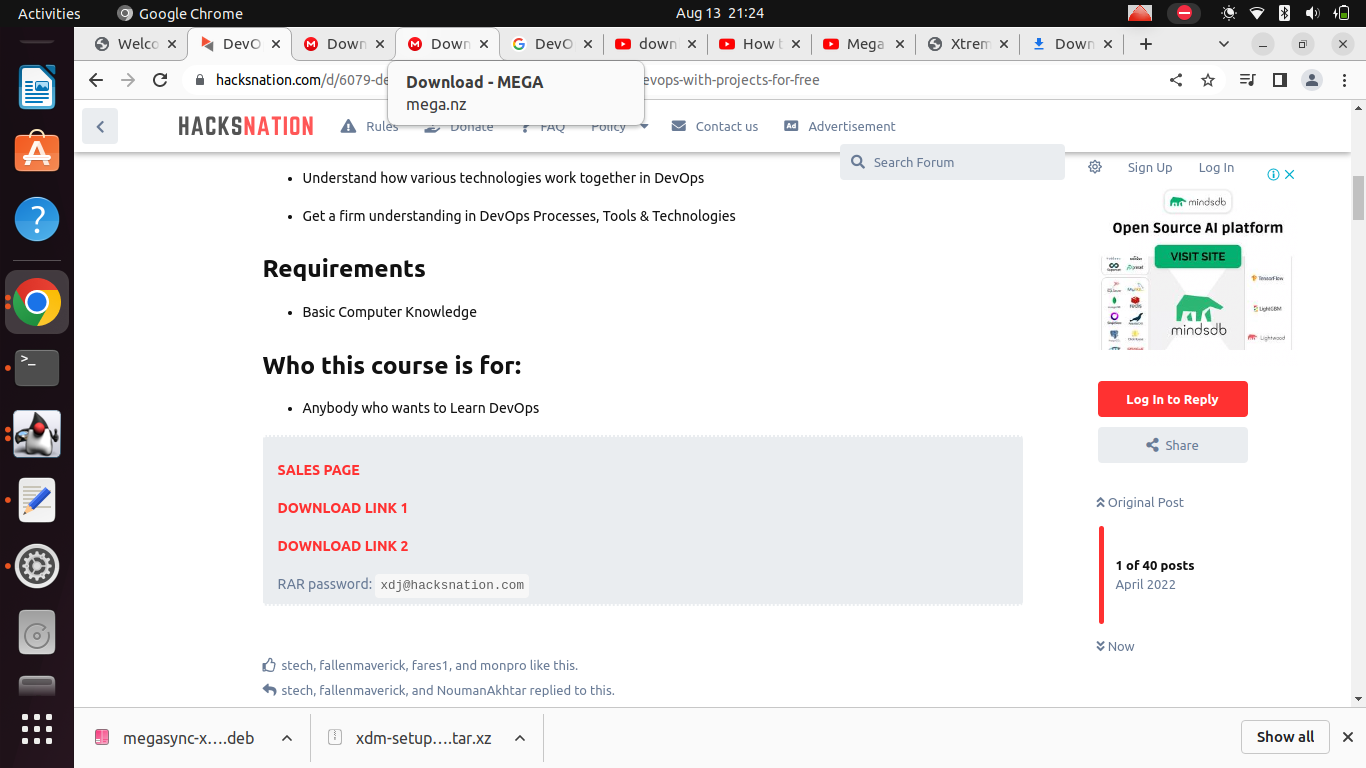 Activities
Google Chrome
Aug 13 21:24
Welco
DevO
Down
Down
DevO
down
How t
Mega
Xtrem
Down
hacksnation.com/d/6079-de
evops-with-projects-for-free
Download - MEGA
mega.nz
HACKSNATION
Rules
Donate
FAQ
Policy
Contact us
Ad
Advertisement
Search Forum
Sign Up
Log In
• Understand how various technologies work together in DevOps
• Get a firm understanding in DevOps Processes, Tools & Technologies
Requirements
• Basic Computer Knowledge
Who this course is for:
• Anybody who wants to Learn DevOps
SALES PAGE
DOWNLOAD LINK 1
DOWNLOAD LINK 2
RAR password: xdj@hacksnation.com
stech, fallenmaverick, fares1, and monpro like this.
stech, fallenmaverick, and NoumanAkhtar replied to this.
mindsdb
Open Source AI platform
VISIT SITE
TensorFlow
LightGBM
mindsdb
Lightwood
Log In to Reply
Share
Original Post
1 of 40 posts
April 2022
Now
megasync-x….deb
xdm-setup….tar.xz
Show all